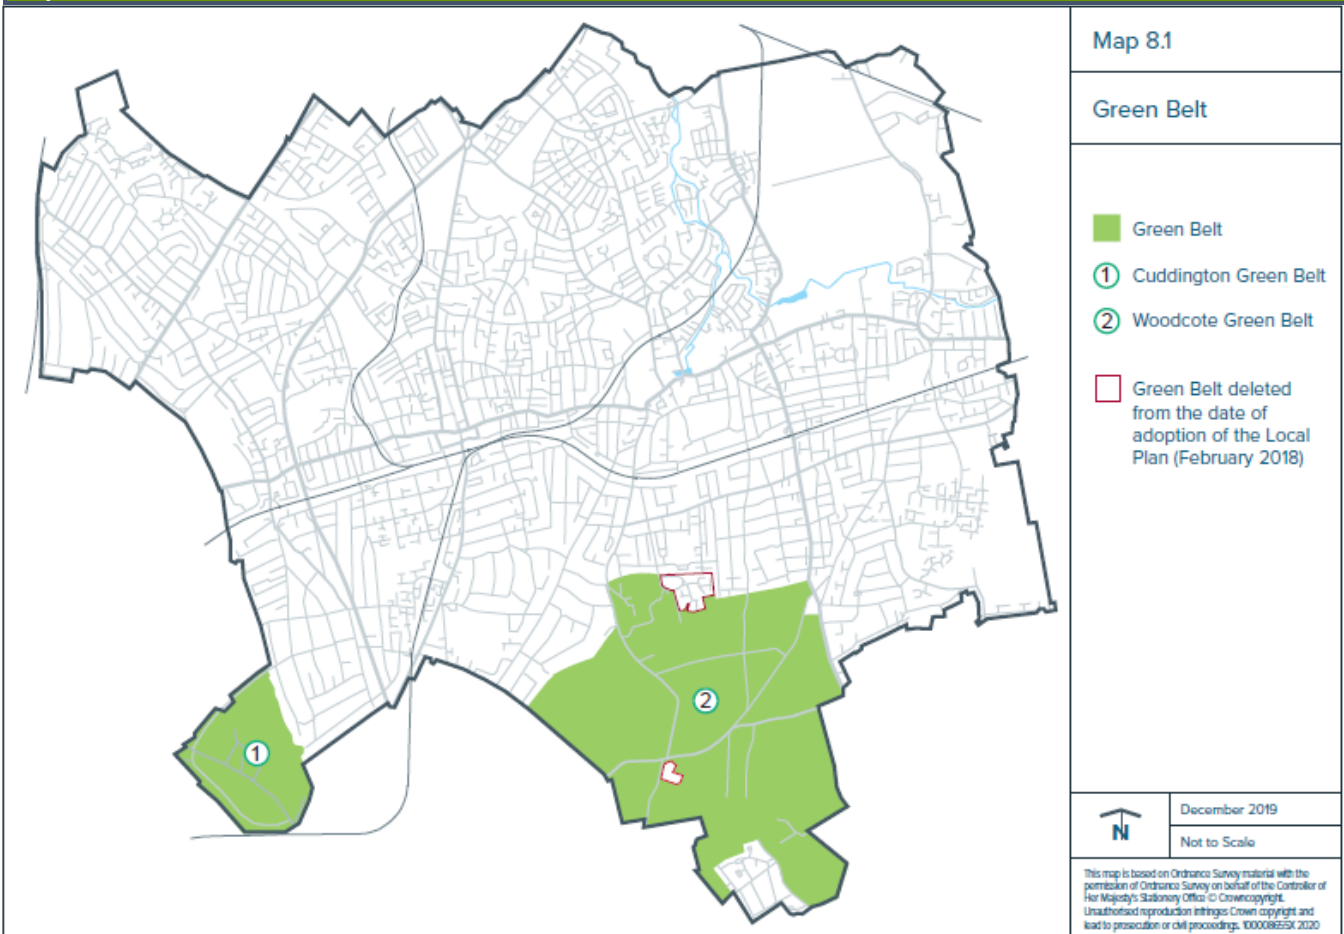 Map 8.1
Green Belt
Green Belt
1 Cuddington Green Belt
2 Woodcote Green Belt
Green Belt deleted
from the date of
adoption of the Local
Plan (February 2018)
1
2
N
December 2019
Not to Scale
This map is based on Ordnance Survey material with the
permission of Ordnance Survey on behalf of the Controller of
Her Majesty's Stationery Office © Crowncopyright.
Unauthorised reproduction infringes Crown copyright and
lead to prosecution or civil proceedings. 2020